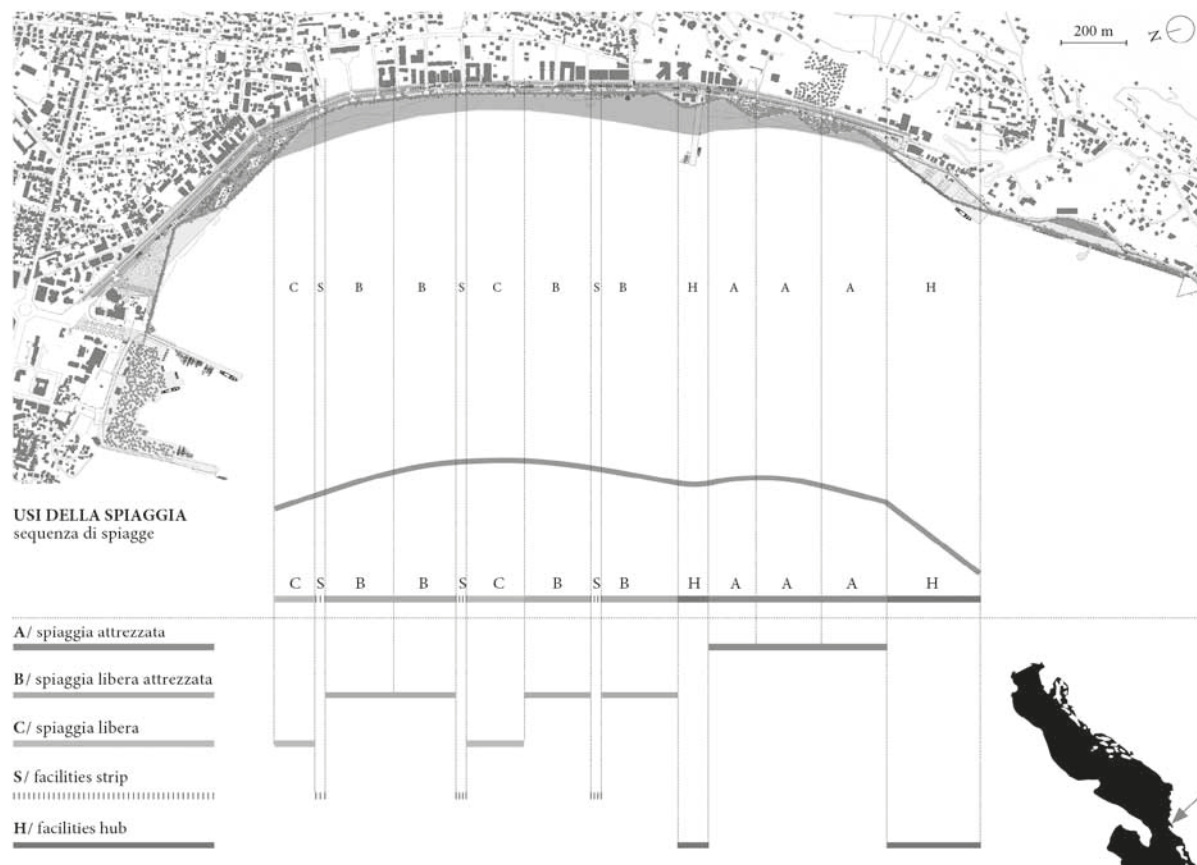 200 m
N
C S B B S C B S B H A A A H
USI DELLA SPIAGGIA
sequenza di spiagge
C S B B S C B S B H A A A H
A/ spiaggia attrezzata
B/ spiaggia libera attrezzata
C/ spiaggia libera
S/ facilities strip
H/ facilities hub